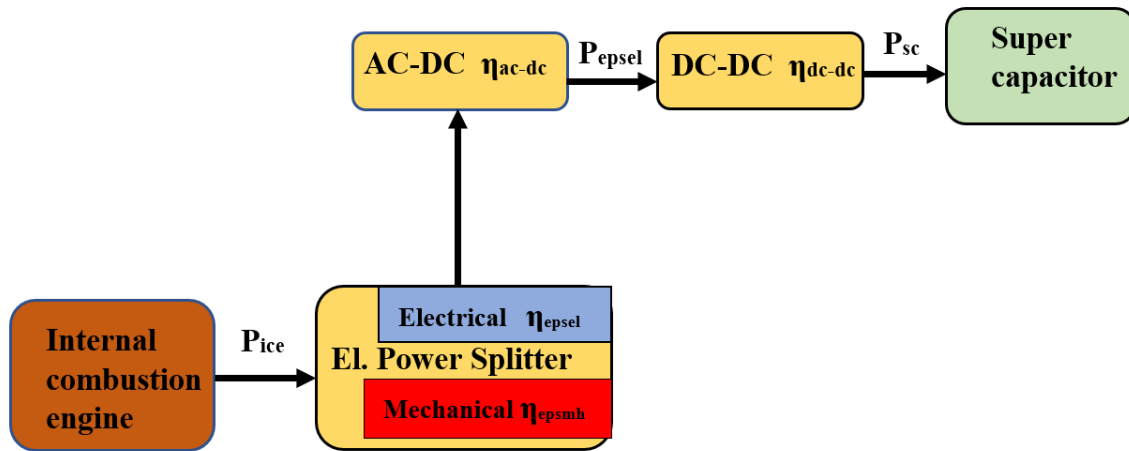 AC-DC ηac-dc
Pepsel
DC-DC ηdc-dc
Psc
Super
capacitor
Internal
combustion
engine
Pice
Electrical ηepsel
El. Power Splitter
Mechanical ηepsmh